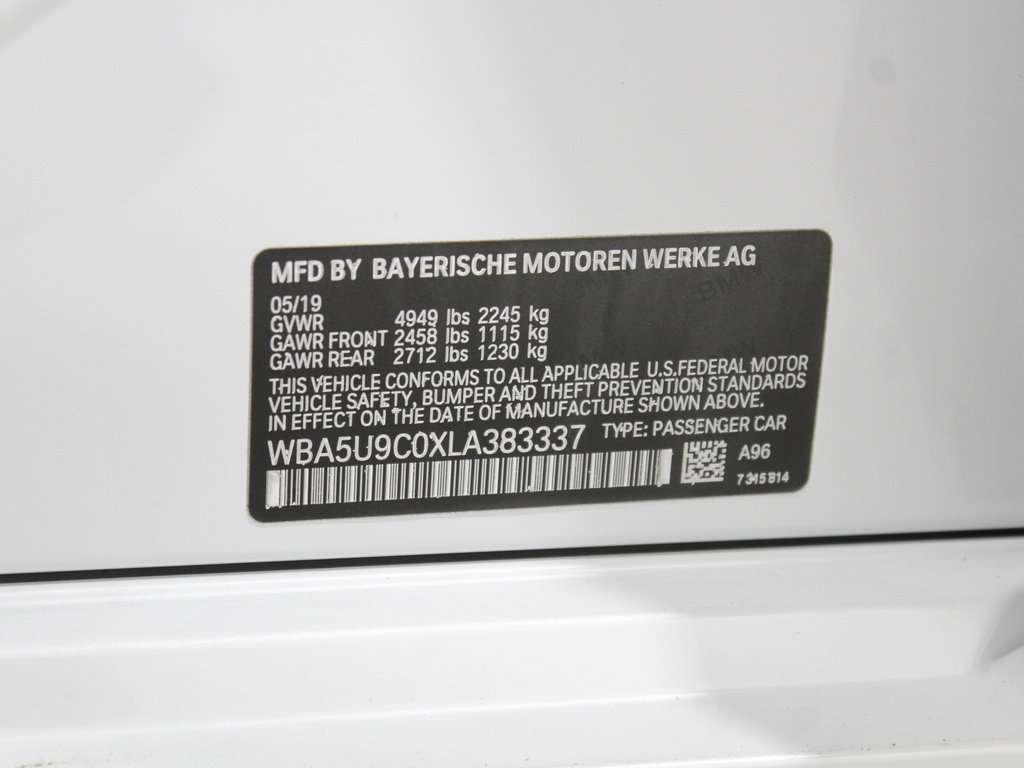 MFD BY BAYERISCHE MOTOREN WERKE AG
05/19
GVWR 4949 lbs 2245 kg
GAWR FRONT 2458 lbs 1115 kg
GAWR REAR 2712 lbs 1230 kg
THIS VEHICLE CONFORMS TO ALL APPLICABLE U.S.FEDERAL MOTOR
VEHICLE SAFETY, BUMPER AND THEFT PREVENTION STANDARDS
IN EFFECT ON THE DATE OF MANUFACTURE SHOWN ABOVE.
WBA5U9C0XLA383337 TYPE: PASSENGER CAR
A96
7345814